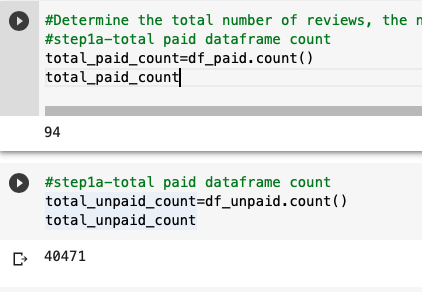 #Determine the total number of reviews, the
#step1a-total paid dataframe count
total_paid_count=df_paid.count()
total_paid_count
94
#step1a-total paid dataframe count
total_unpaid_count=df_unpaid.count()
total_unpaid_count
40471